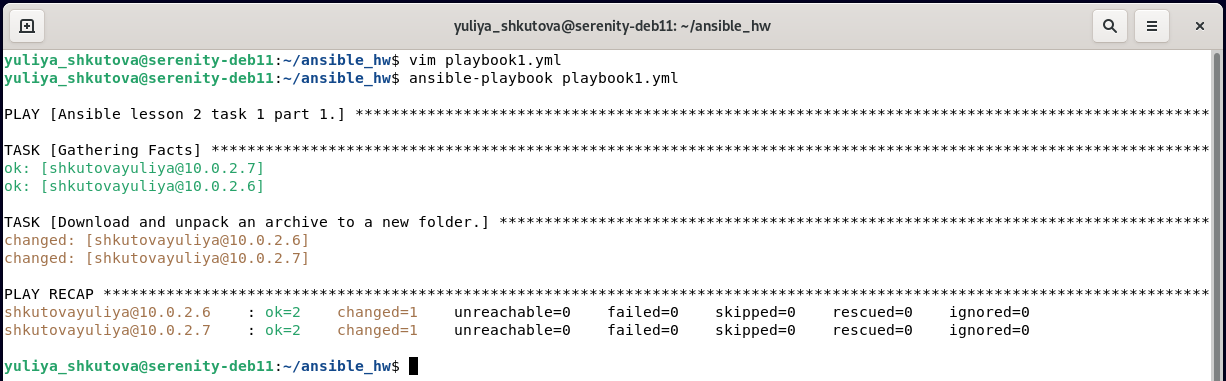 yuliya_shkutova@serenity-deb11: ~/ansible_hw
yuliya_shkutova@serenity-deb11:~/ansible_hw$ vim playbook1.yml
yuliya_shkutova@serenity-deb11:~/ansible_hw$ ansible-playbook playbook1.yml
PLAY [Ansible lesson 2 task 1 part 1.] ***********************************************************************************************
TASK [Gathering Facts] ***************************************************************************************************************
ok: [shkutovayuliya@10.0.2.7]
ok: [shkutovayuliya@10.0.2.6]
TASK [Download and unpack an archive to a new folder.] *******************************************************************************
changed: [shkutovayuliya@10.0.2.6]
changed: [shkutovayuliya@10.0.2.7]
PLAY RECAP ***************************************************************************************************************************
shkutovayuliya@10.0.2.6    : ok=2    changed=1    unreachable=0    failed=0    skipped=0    rescued=0    ignored=0
shkutovayuliya@10.0.2.7    : ok=2    changed=1    unreachable=0    failed=0    skipped=0    rescued=0    ignored=0
yuliya_shkutova@serenity-deb11:~/ansible_hw$